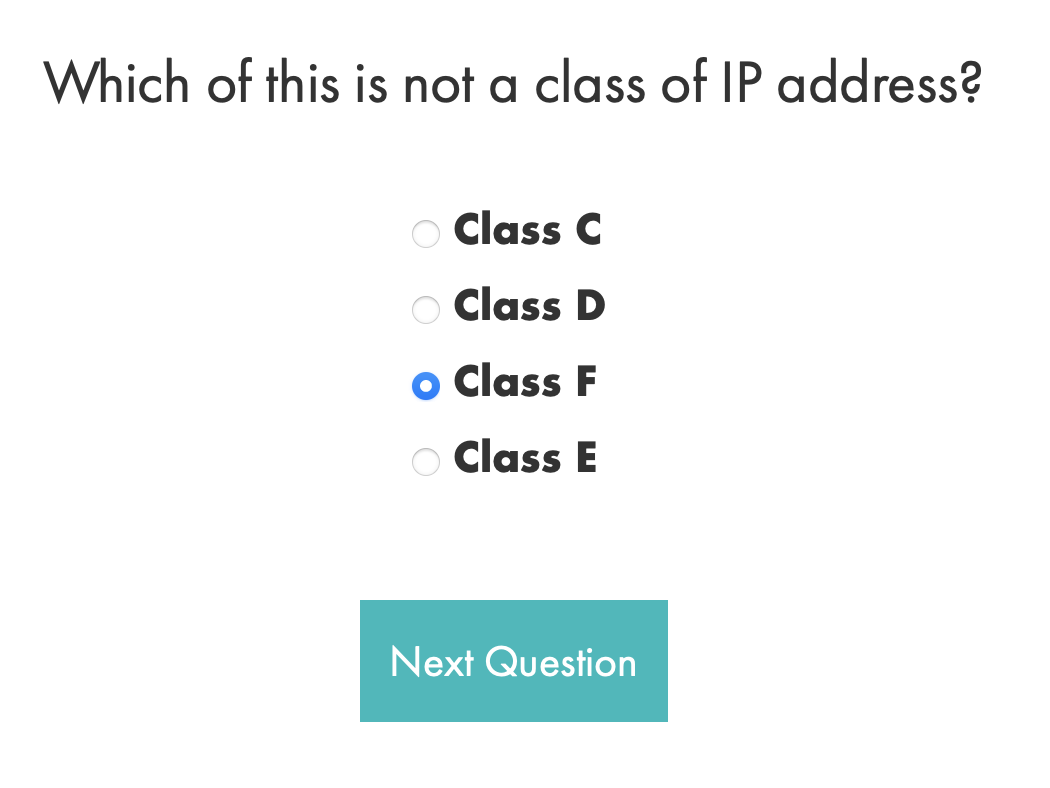 Which of this is not a class of IP address?
Class C
Class D
Class F
Class E
Next Question